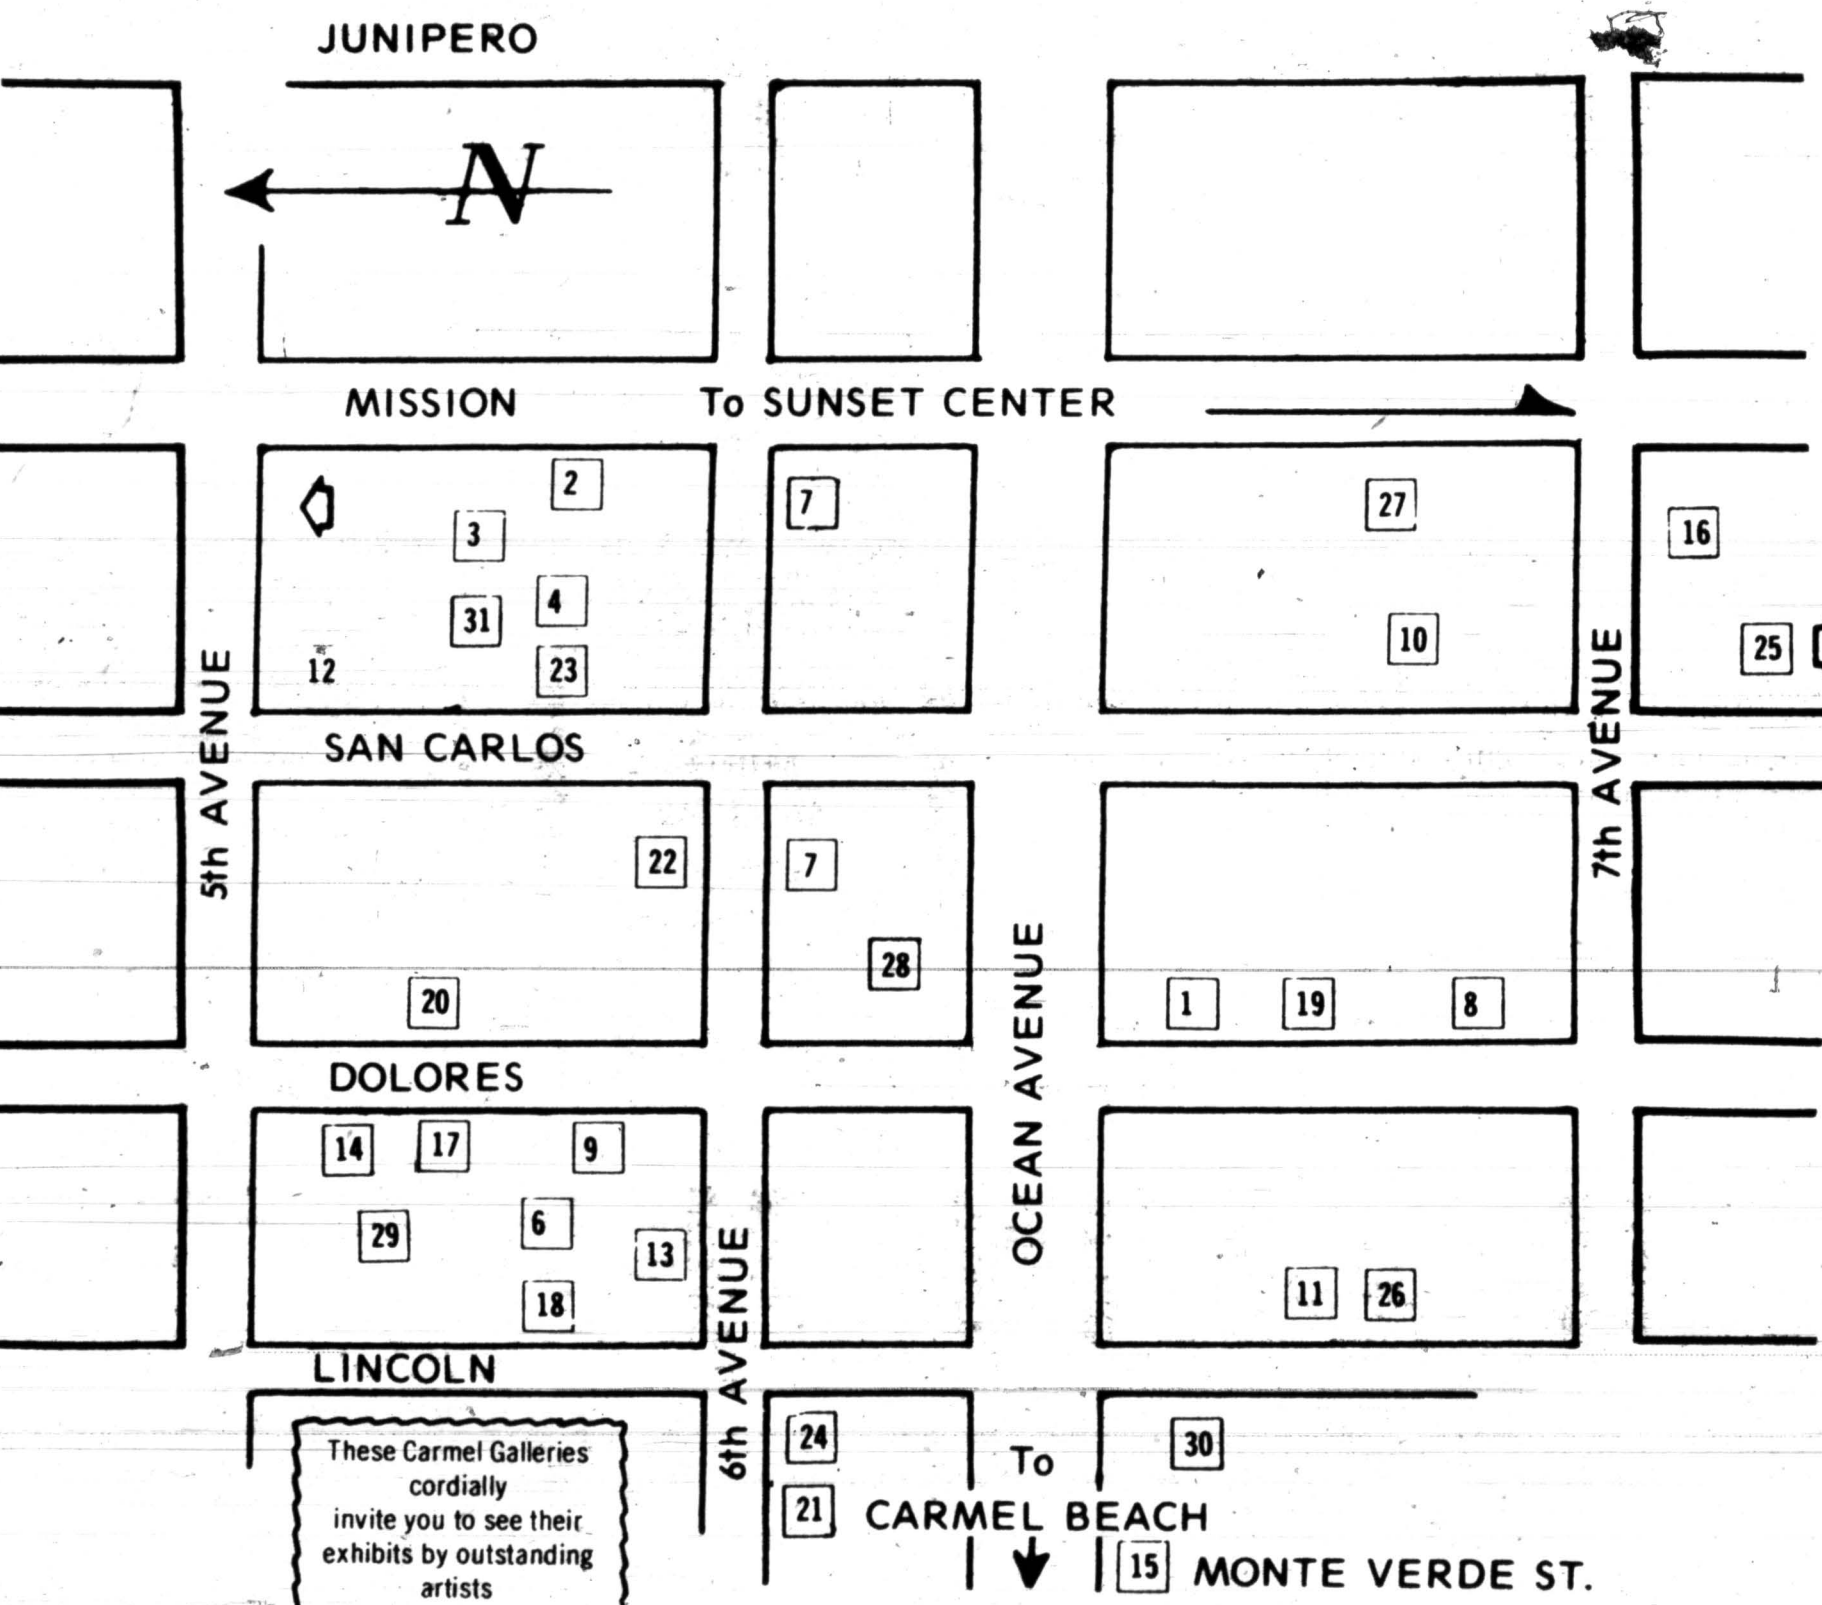 JUNIPERO
N
MISSION To SUNSET CENTER
2
7
27
16
3
4
31
10
25
12
23
5th AVENUE
7th AVENUE
SAN CARLOS
22
7
28
20
1
19
8
OCEAN AVENUE
DOLORES
14
17
9
29
6
13
18
11
26
6th AVENUE
LINCOLN
These Carmel Galleries
cordially
invite you to see their
exhibits by outstanding
artists
24
To
30
21
CARMEL BEACH
15
MONTE VERDE ST.